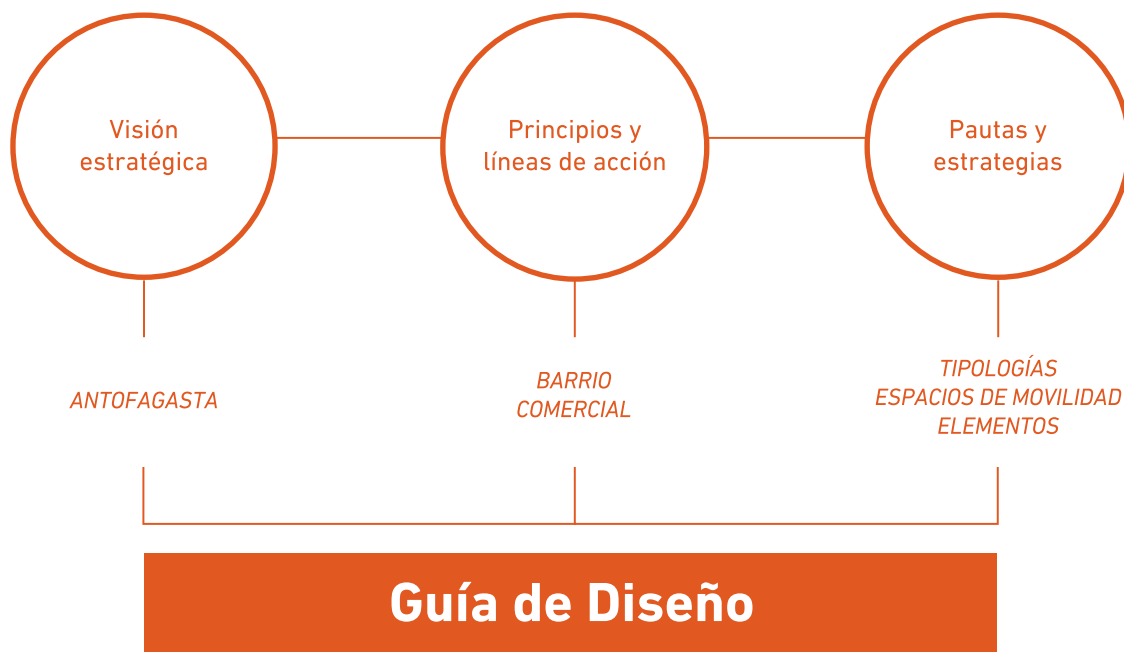 Visión
estratégica
Principios y
líneas de acción
Pautas y
estrategias
ANTOFAGASTA
BARRIO
COMERCIAL
TIPOLOGÍAS
ESPACIOS DE MOVILIDAD
ELEMENTOS
Guía de Diseño